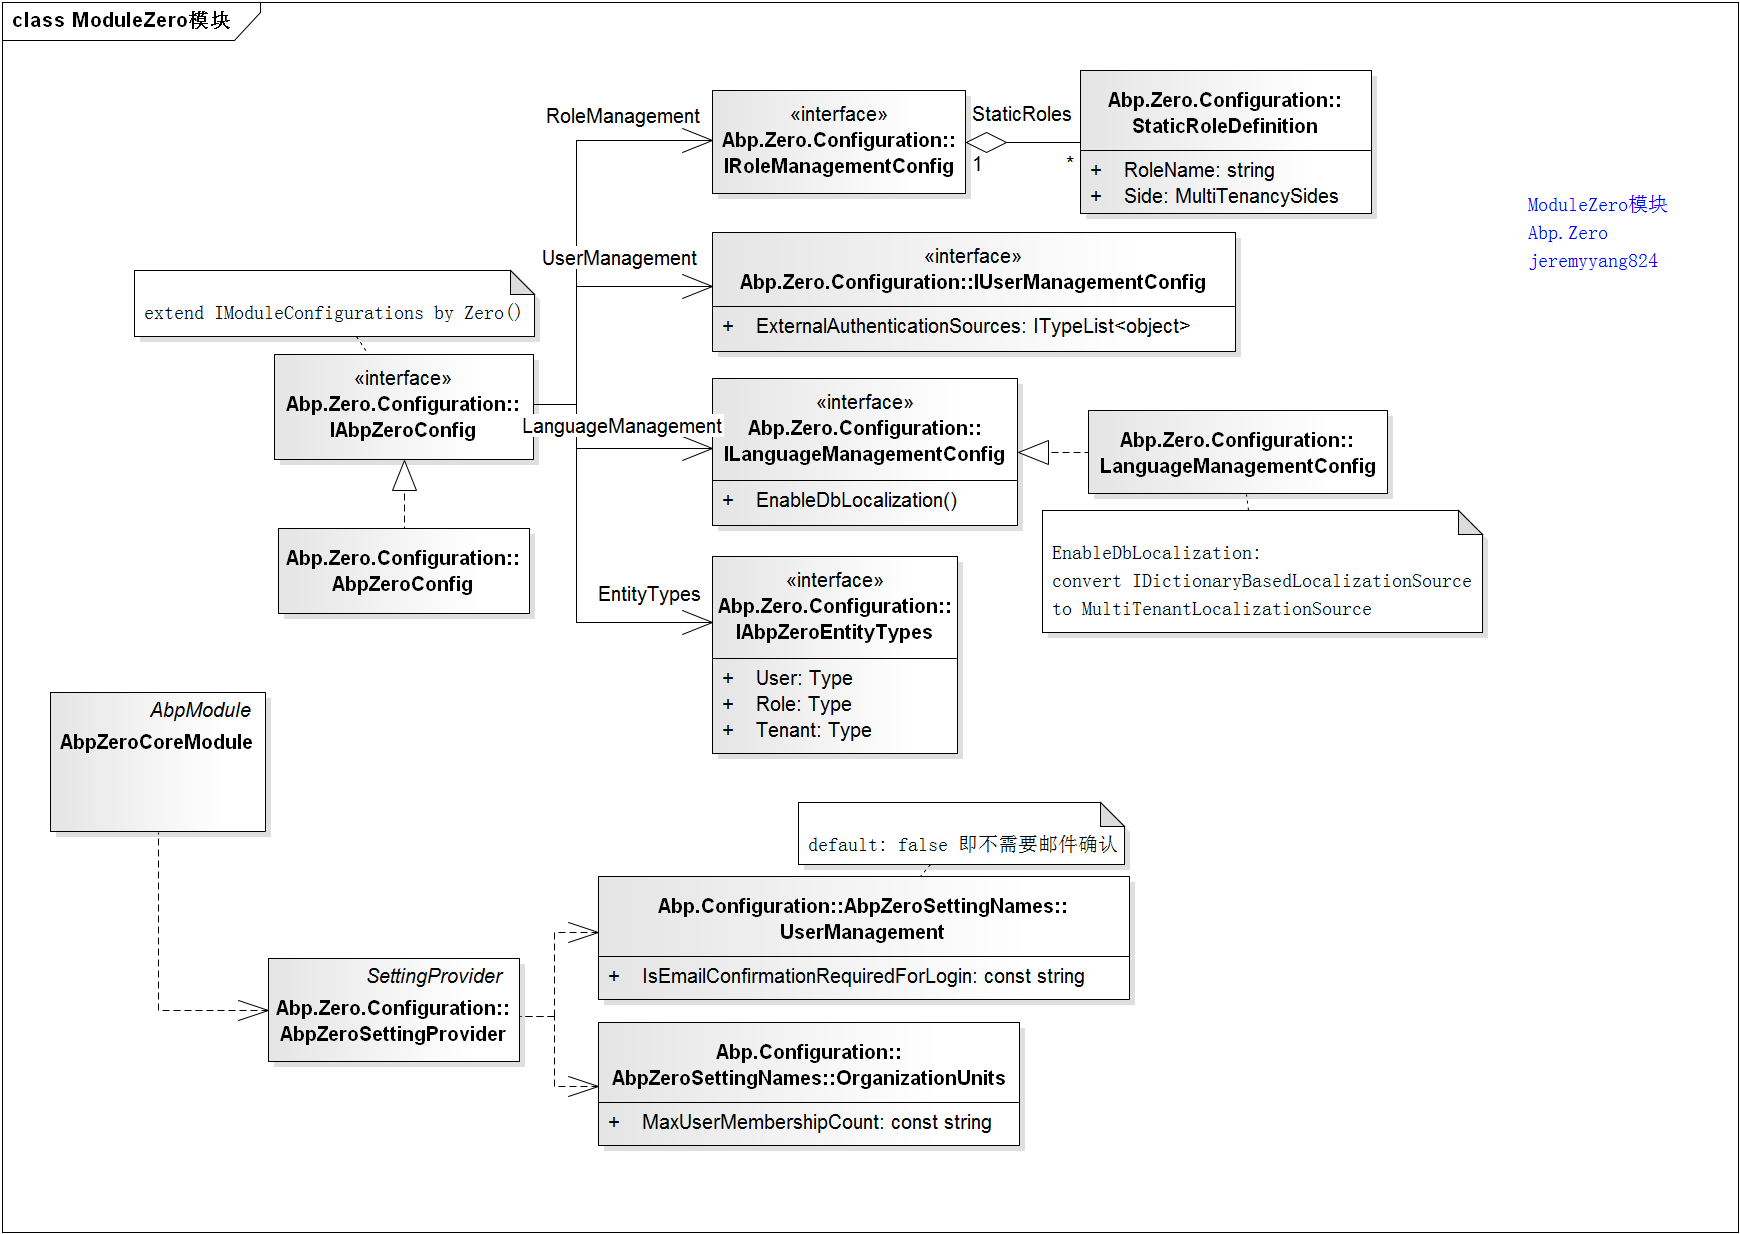 class ModuleZero模块
RoleManagement
«interface»
Abp.Zero.Configuration::
IRoleManagementConfig
StaticRoles
1
*
Abp.Zero.Configuration::
StaticRoleDefinition
+ RoleName: string
+ Side: MultiTenancySides
ModuleZero模块
Abp.Zero
jeremyyang824
UserManagement
«interface»
Abp.Zero.Configuration::IUserManagementConfig
+ ExternalAuthenticationSources: ITypeList<object>
extend IModuleConfigurations by Zero()
«interface»
Abp.Zero.Configuration::
IAbpZeroConfig
LanguageManagement
«interface»
Abp.Zero.Configuration::
ILanguageManagementConfig
+ EnableDbLocalization()
Abp.Zero.Configuration::
LanguageManagementConfig
EnableDbLocalization:
convert IDictionaryBasedLocalizationSource
to MultiTenantLocalizationSource
Abp.Zero.Configuration::
AbpZeroConfig
EntityTypes
«interface»
Abp.Zero.Configuration::
IAbpZeroEntityTypes
+ User: Type
+ Role: Type
+ Tenant: Type
AbpModule
AbpZeroCoreModule
default: false 即不需要邮件确认
Abp.Configuration::AbpZeroSettingNames::
UserManagement
+ IsEmailConfirmationRequiredForLogin: const string
SettingProvider
Abp.Zero.Configuration::
AbpZeroSettingProvider
Abp.Configuration::
AbpZeroSettingNames::OrganizationUnits
+ MaxUserMembershipCount: const string